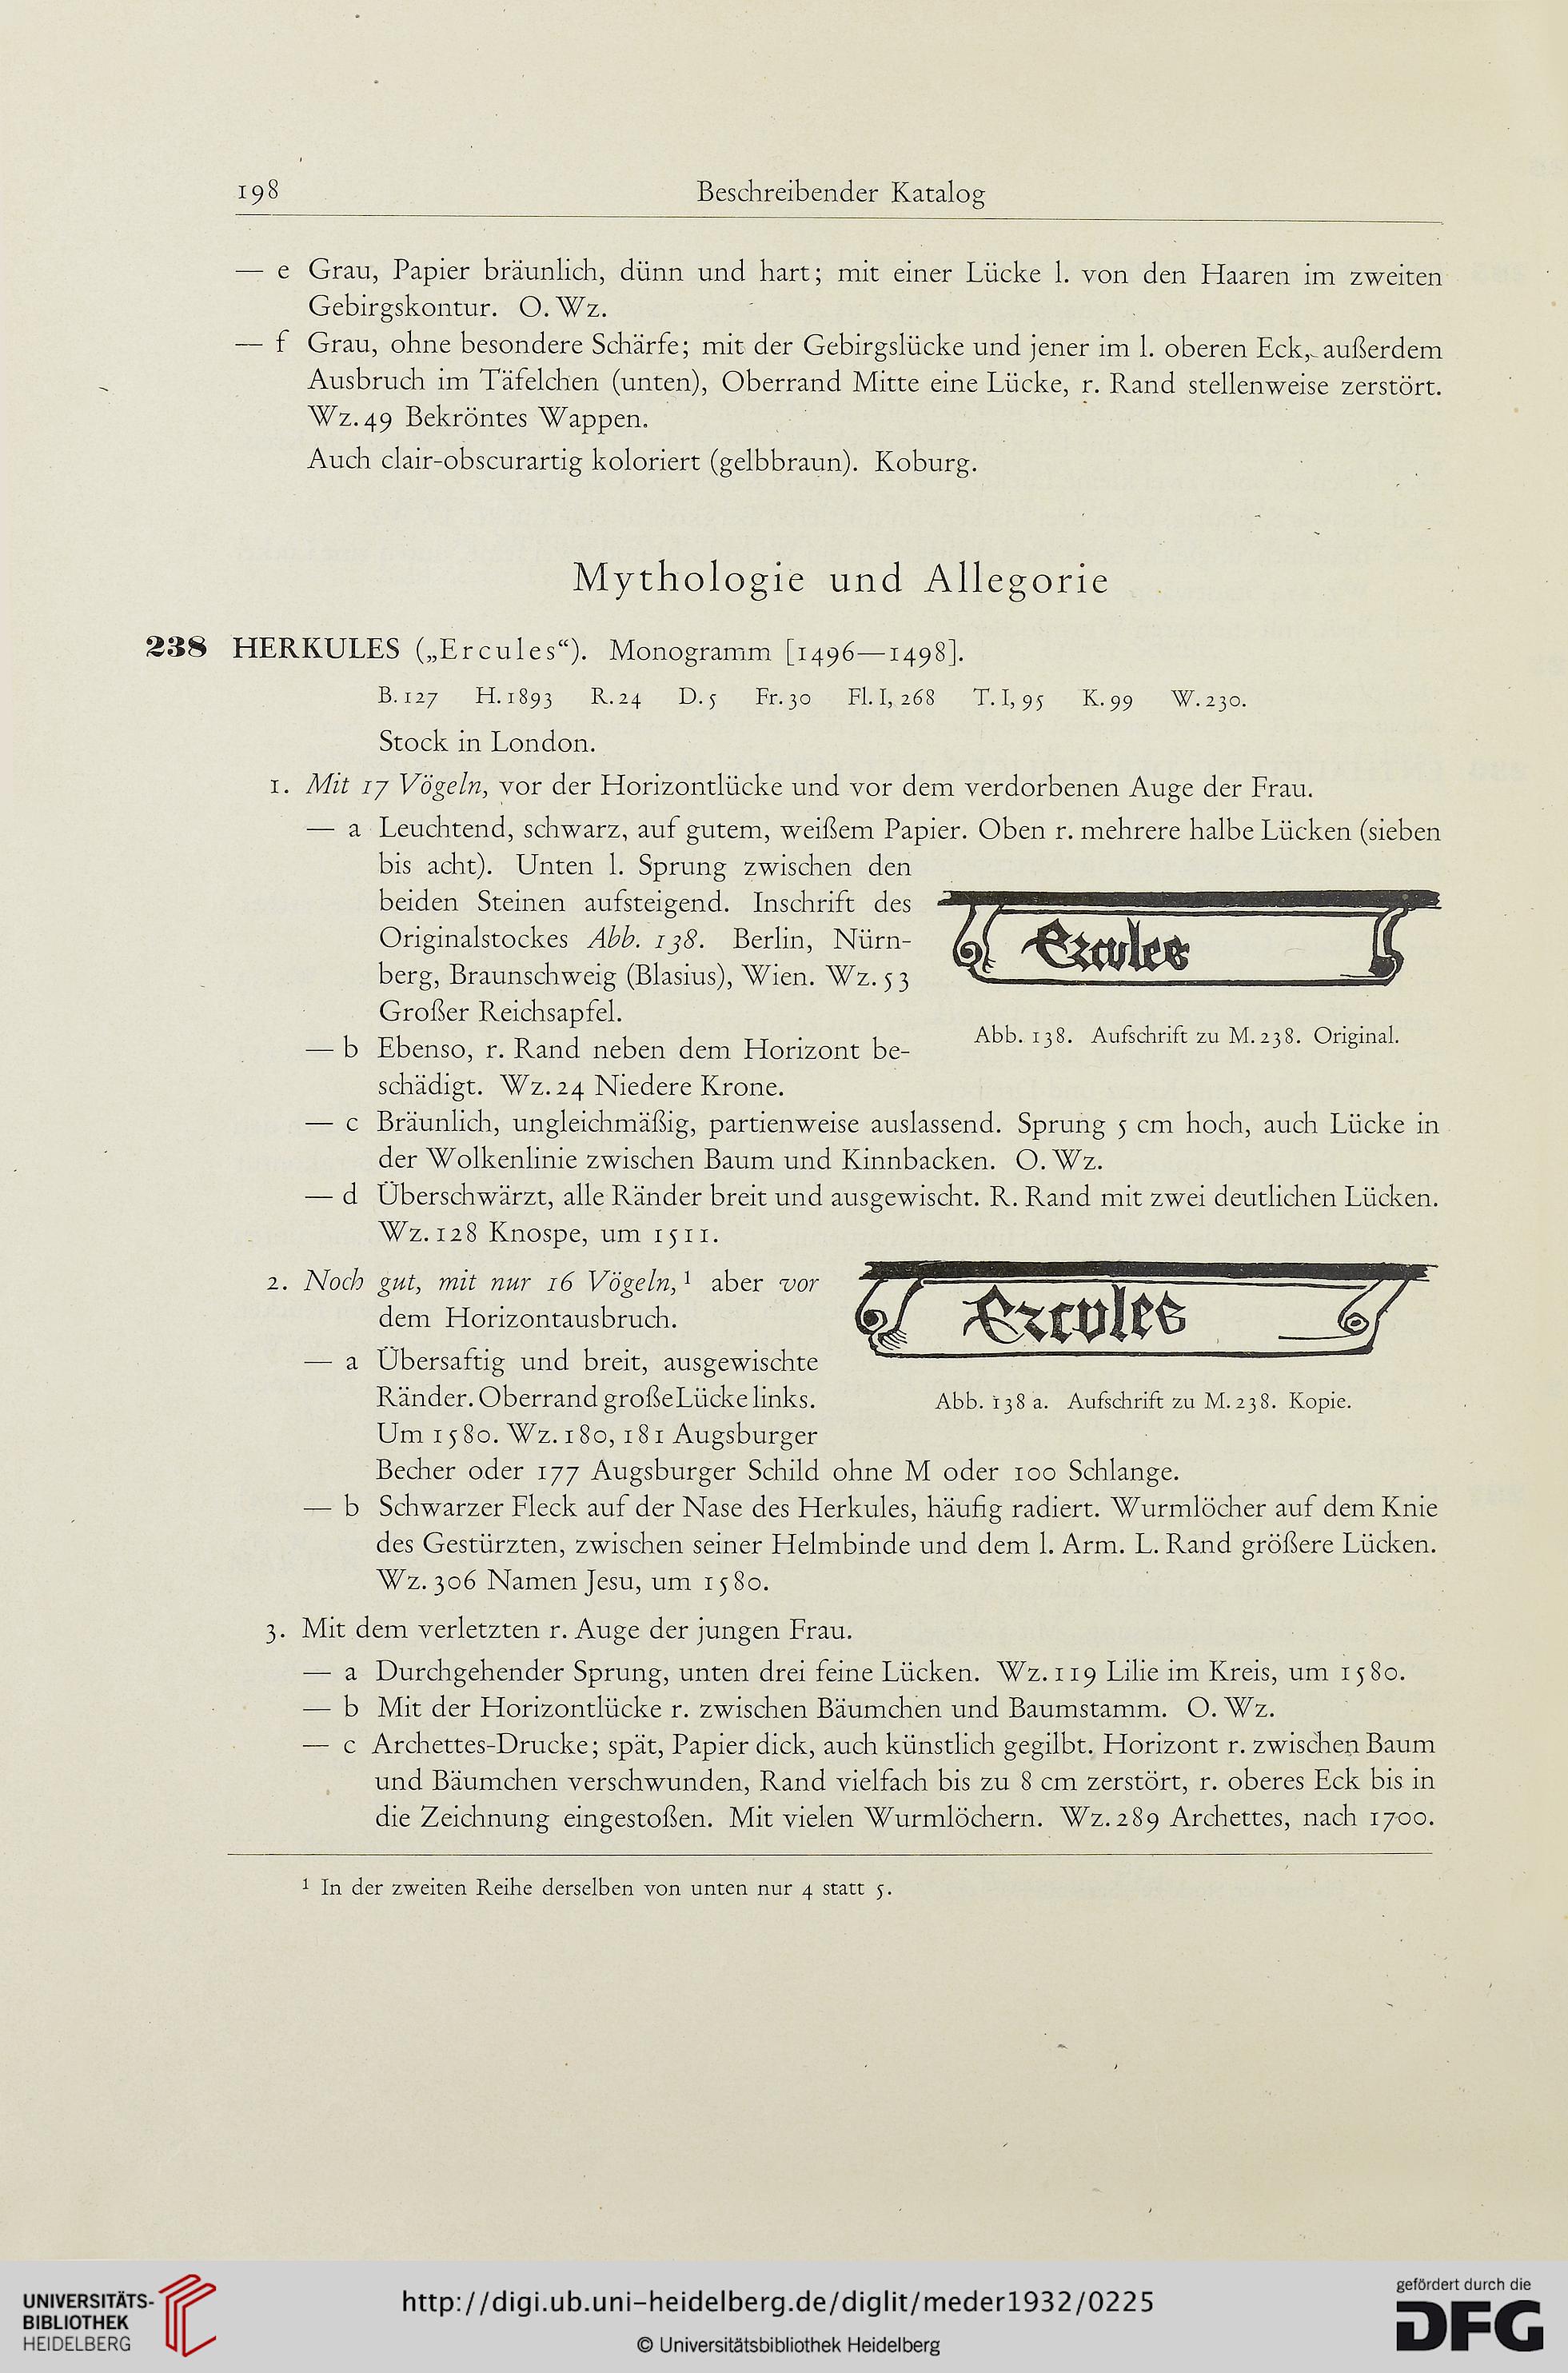 198 Beschreibender Katalog
— e Grau, Papier bräunlich, dünn und hart; mit einer Lücke l. von den Haaren im zweiten
Gebirgskontur. O. Wz.
— f Grau, ohne besondere Schärfe; mit der Gebirgslücke und jener im l. oberen Eck, außerdem
Ausbruch im Täfelchen (unten), Oberrand Mitte eine Lücke, r. Rand stellenweise zerstört.
Wz. 49 Bekröntes Wappen.
Auch clair-obscurartig koloriert (gelbbraun). Koburg.
Mythologie und Allegorie
238 HERKULES („Ercules“). Monogramm [1496—1498].
B. 127 H. 1893 R. 24 D. 5 Fr. 30 Fl. I, 268 T. I, 95 K. 99 W. 230.
Stock in London.
1. Mit 17 Vögeln, vor der Horizontlücke und vor dem verdorbenen Auge der Frau.
— a Leuchtend, schwarz, auf gutem, weißem Papier. Oben r. mehrere halbe Lücken (sieben
bis acht). Unten l. Sprung zwischen den
beiden Steinen aufsteigend. Inschrift des
Originalstockes Abb. 138. Berlin, Nürn-
berg, Braunschweig (Blasius), Wien. Wz. 53
Großer Reichsapfel.
Ercules
Abb. 138. Aufschrift zu M. 238. Original.
— b Ebenso, r. Rand neben dem Horizont be-
schädigt. Wz. 24 Niedere Krone.
— c Bräunlich, ungleichmäßig, partienweise auslassend. Sprung 5 cm hoch, auch Lücke in
der Wolkenlinie zwischen Baum und Kinnbacken. O. Wz.
— d Überschwärzt, alle Ränder breit und ausgewischt. R. Rand mit zwei deutlichen Lücken.
Wz. 128 Knospe, um 1511.
2. Noch gut, mit nur 16 Vögeln,¹ aber vor
dem Horizontausbruch.
Ercules
Abb. 138 a. Aufschrift zu M. 238. Kopie.
— a Übersaftig und breit, ausgewischte
Ränder. Oberrand große Lücke links.
Um 1580. Wz. 180, 181 Augsburger
Becher oder 177 Augsburger Schild ohne M oder 100 Schlange.
— b Schwarzer Fleck auf der Nase des Herkules, häufig radiert. Wurmlöcher auf dem Knie
des Gestürzten, zwischen seiner Helmbinde und dem l. Arm. L. Rand größere Lücken.
Wz. 306 Namen Jesu, um 1580.
3. Mit dem verletzten r. Auge der jungen Frau.
— a Durchgehender Sprung, unten drei feine Lücken. Wz. 119 Lilie im Kreis, um 1580.
— b Mit der Horizontlücke r. zwischen Bäumchen und Baumstamm. O. Wz.
— c Archettes-Drucke; spät, Papier dick, auch künstlich gegilbt. Horizont r. zwischen Baum
und Bäumchen verschwunden, Rand vielfach bis zu 8 cm zerstört, r. oberes Eck bis in
die Zeichnung eingestoßen. Mit vielen Wurmlöchern. Wz. 289 Archettes, nach 1700.
¹ In der zweiten Reihe derselben von unten nur 4 statt 5.
UNIVERSITÄTS-
BIBLIOTHEK
HEIDELBERG
http://digi.ub.uni-heidelberg.de/diglit/meder1932/0225
© Universitätsbibliothek Heidelberg
gefördert durch die
DFG